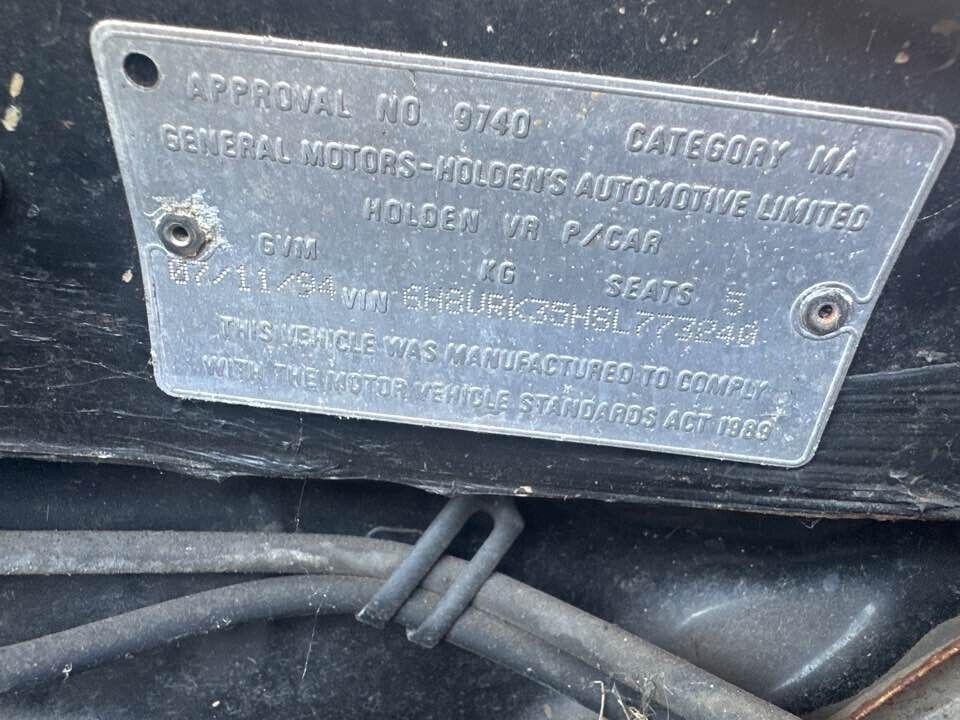 APPROVAL NO 9740 CATEGORY MA
GENERAL MOTORS-HOLDEN'S AUTOMOTIVE LIMITED
HOLDEN VR P/CAR
GVM KG SEATS 5
07/11/94 VIN 6H8VRK35H8L773240
THIS VEHICLE WAS MANUFACTURED TO COMPLY
WITH THE MOTOR VEHICLE STANDARDS ACT 1989